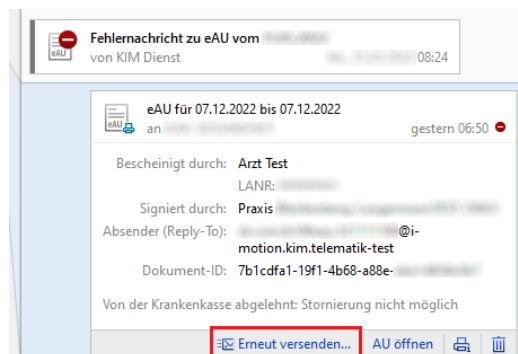 Fehlernachricht zu eAU vom
eAU von KIM Dienst 08:24
eAU für 07.12.2022 bis 07.12.2022
eAU an gestern 06:50
Bescheinigt durch: Arzt Test
LANR:
Signiert durch: Praxis
Absender (Reply-To): @i-
motion.kim.telematik-test
Dokument-ID: 7b1cdfa1-19f1-4b68-
a88e-
Von der Krankenkasse abgelehnt: Stornierung nicht möglich
Erneut versenden... AU öffnen